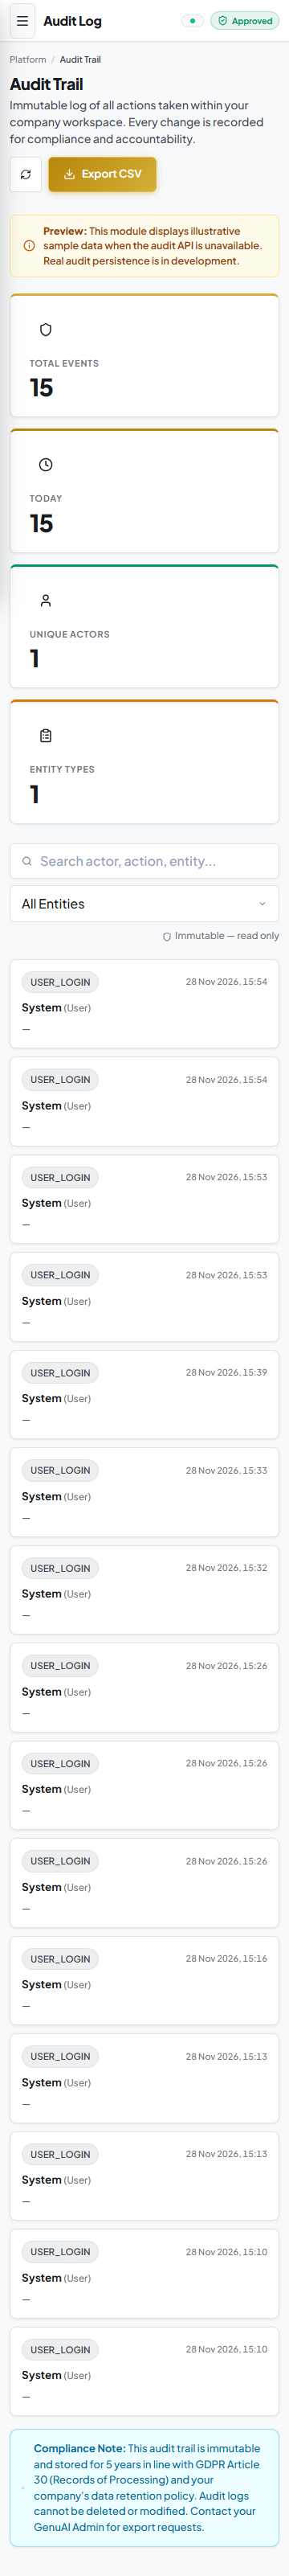 Audit Log
Approved
Platform / Audit Trail
Audit Trail
Immutable log of all actions taken within your
company workspace. Every change is recorded
for compliance and accountability.
Export CSV
Preview: This module displays illustrative
sample data when the audit API is unavailable.
Real audit persistence is in development.
TOTAL EVENTS
15
TODAY
15
UNIQUE ACTORS
1
ENTITY TYPES
1
Search actor, action, entity...
All Entities
Immutable — read only
USER_LOGIN 28 Nov 2026, 15:54
System (User)
—
USER_LOGIN 28 Nov 2026, 15:54
System (User)
—
USER_LOGIN 28 Nov 2026, 15:53
System (User)
—
USER_LOGIN 28 Nov 2026, 15:53
System (User)
—
USER_LOGIN 28 Nov 2026, 15:39
System (User)
—
USER_LOGIN 28 Nov 2026, 15:33
System (User)
—
USER_LOGIN 28 Nov 2026, 15:32
System (User)
—
USER_LOGIN 28 Nov 2026, 15:26
System (User)
—
USER_LOGIN 28 Nov 2026, 15:26
System (User)
—
USER_LOGIN 28 Nov 2026, 15:26
System (User)
—
USER_LOGIN 28 Nov 2026, 15:16
System (User)
—
USER_LOGIN 28 Nov 2026, 15:13
System (User)
—
USER_LOGIN 28 Nov 2026, 15:13
System (User)
—
USER_LOGIN 28 Nov 2026, 15:10
System (User)
—
USER_LOGIN 28 Nov 2026, 15:10
System (User)
—
Compliance Note: This audit trail is immutable
and stored for 5 years in line with GDPR Article
30 (Records of Processing) and your
company's data retention policy. Audit logs
cannot be deleted or modified. Contact your
GenuAI Admin for export requests.